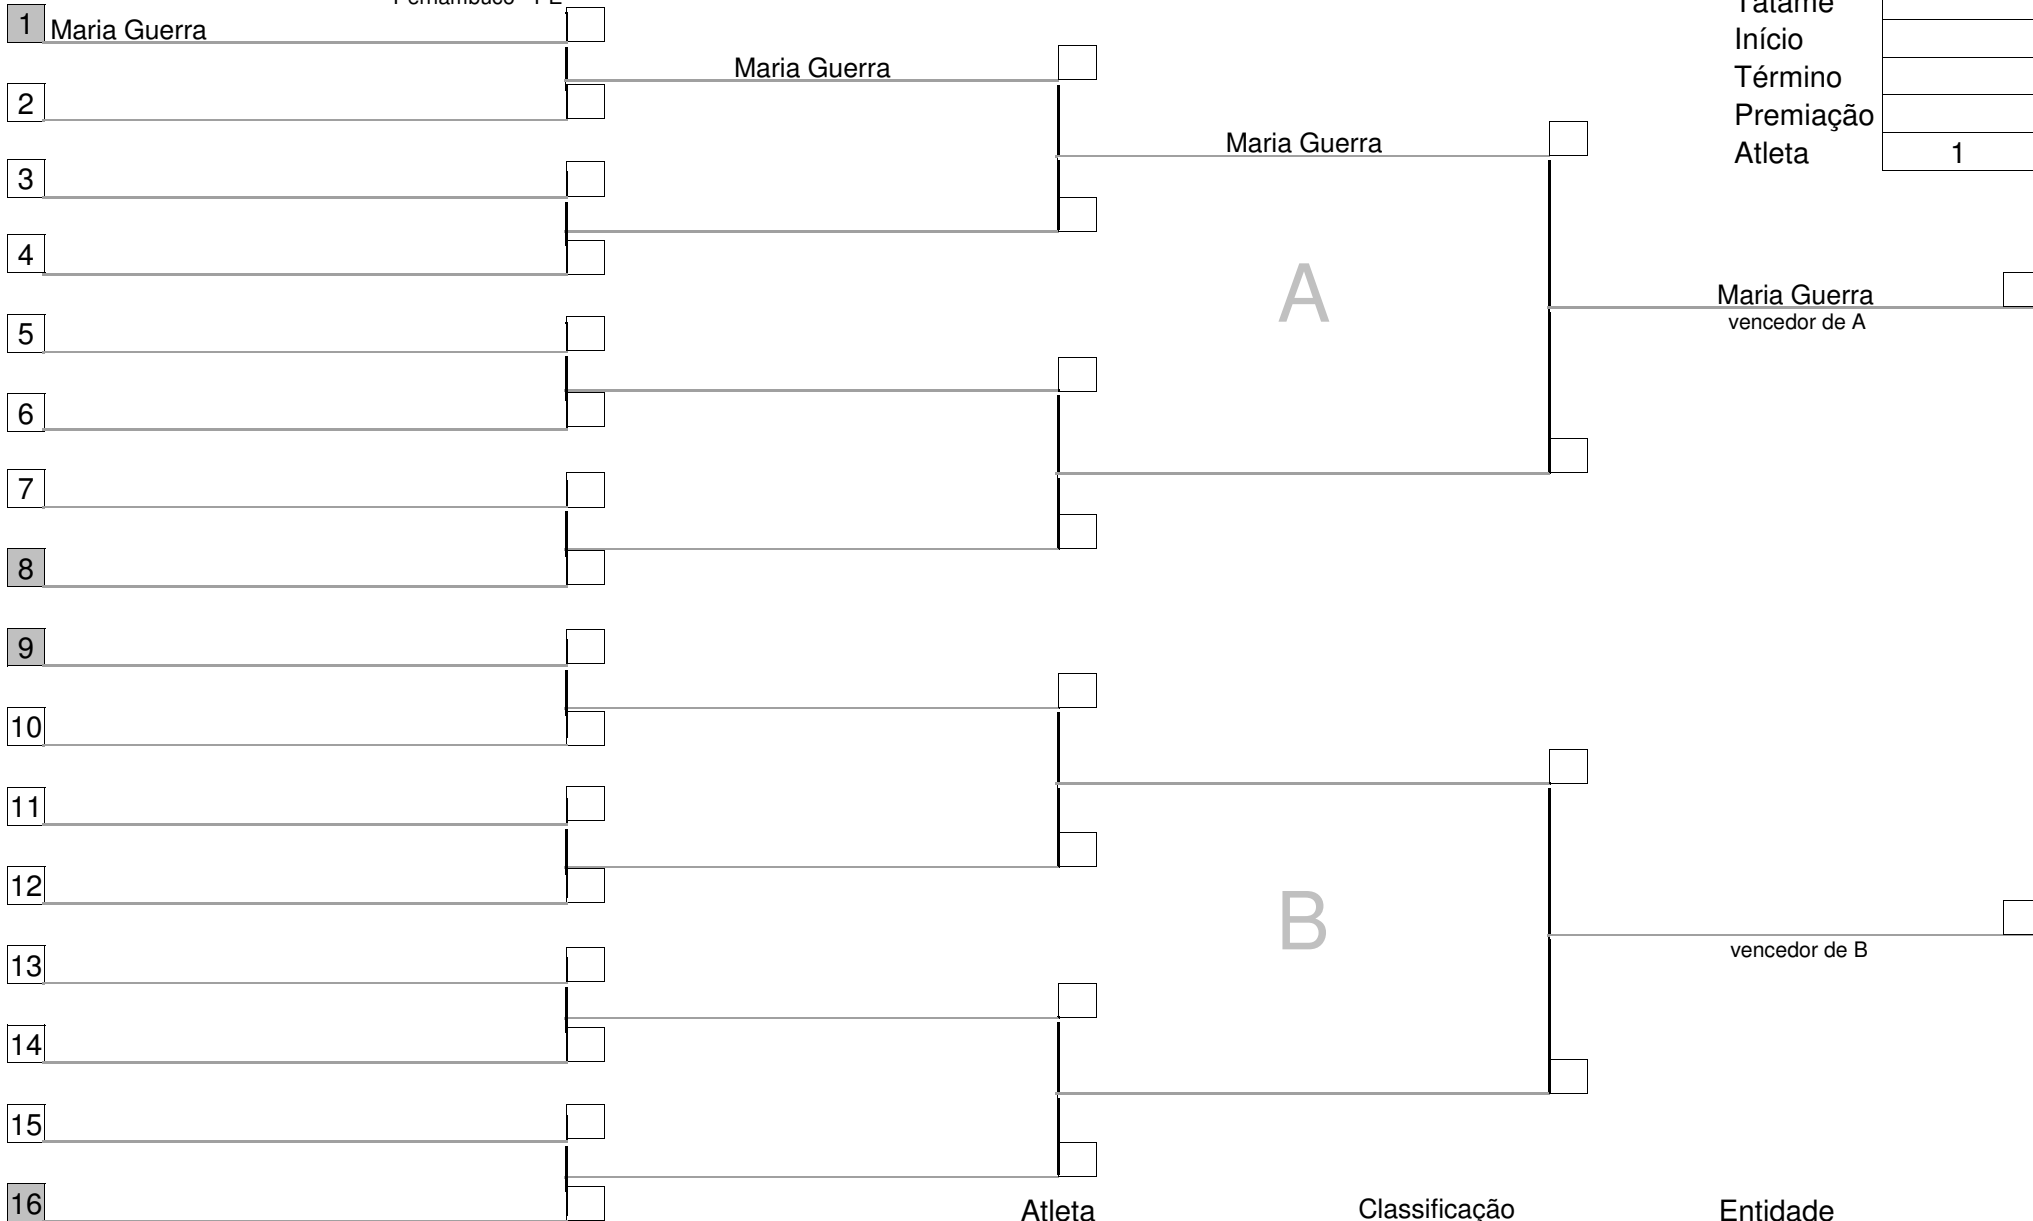 Pernambuco - PE
1 Maria Guerra
2
3
4
5
6
7
8
9
10
11
12
13
14
15
16
Maria Guerra
Maria Guerra
A
B
Maria Guerra
vencedor de A
vencedor de B
Tatame
Início
Término
Premiação
Atleta 1
Atleta Classificação Entidade